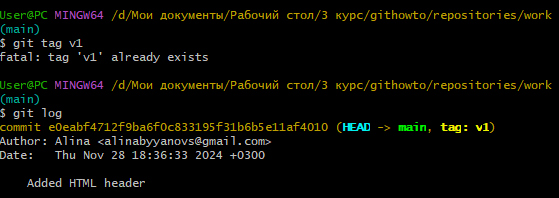 User@PC MINGW64 /d/Мои документы/Рабочий стол/3 курс/githowto/repositories/work
(main)
$ git tag v1
fatal: tag 'v1' already exists
User@PC MINGW64 /d/Мои документы/Рабочий стол/3 курс/githowto/repositories/work
(main)
$ git log
commit e0eabf4712f9ba6f0c833195f31b6b5e11af4010 (HEAD -> main, tag: v1)
Author: Alina <alinabyyanovs@gmail.com>
Date:   Thu Nov 28 18:36:33 2024 +0300
    Added HTML header